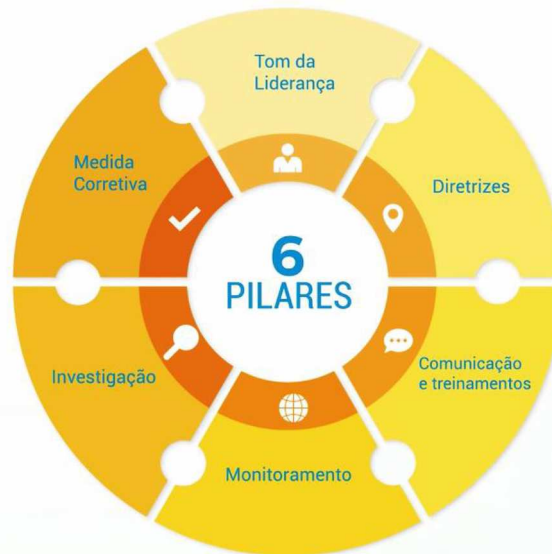 Tom da
Liderança
Diretrizes
Comunicação
e treinamentos
Monitoramento
Investigação
Medida
Corretiva
6
PILARES